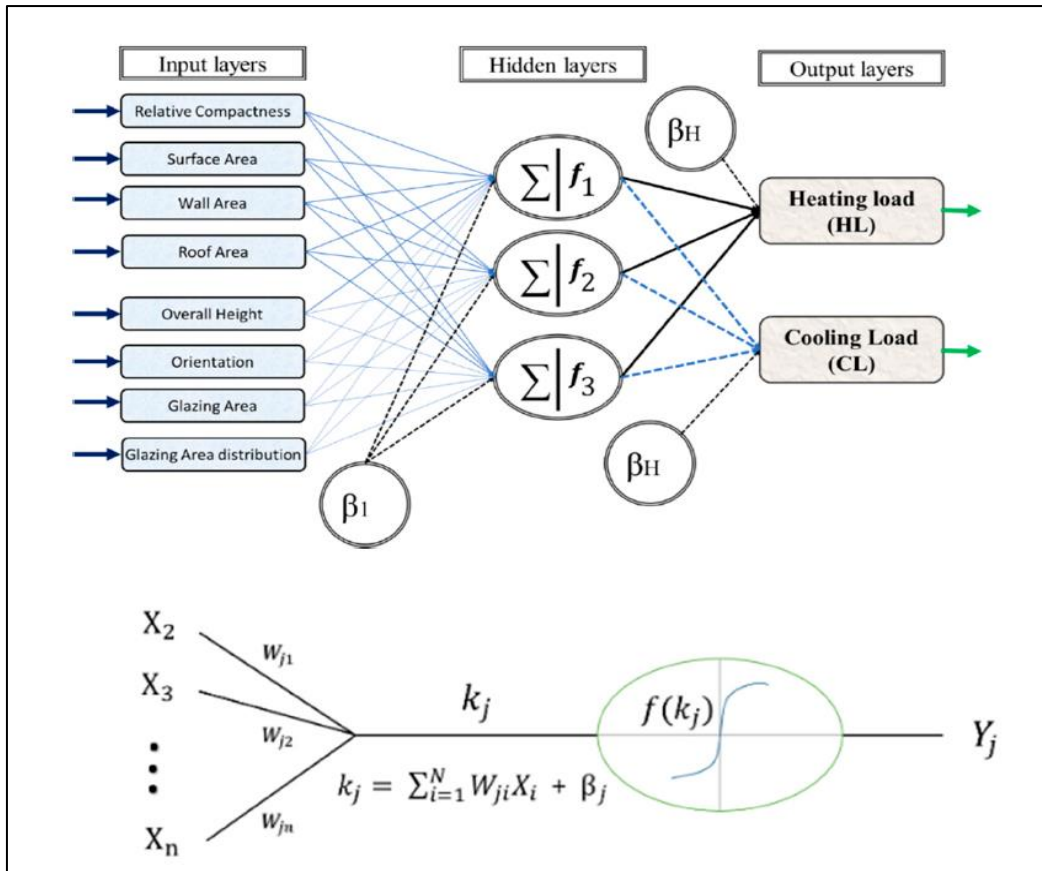 Input layers
Hidden layers
Output layers
Relative Compactness
Surface Area
Wall Area
Roof Area
Overall Height
Orientation
Glazing Area
Glazing Area distribution
β1
∑|f1
∑|f2
∑|f3
βH
Heating load
(HL)
Cooling Load
(CL)
βH
X2
X3
Xn
Wj1
Wj2
Wjn
kj
kj = ∑_{i=1}^{N} WjiXi + βj
f(kj)
Yj